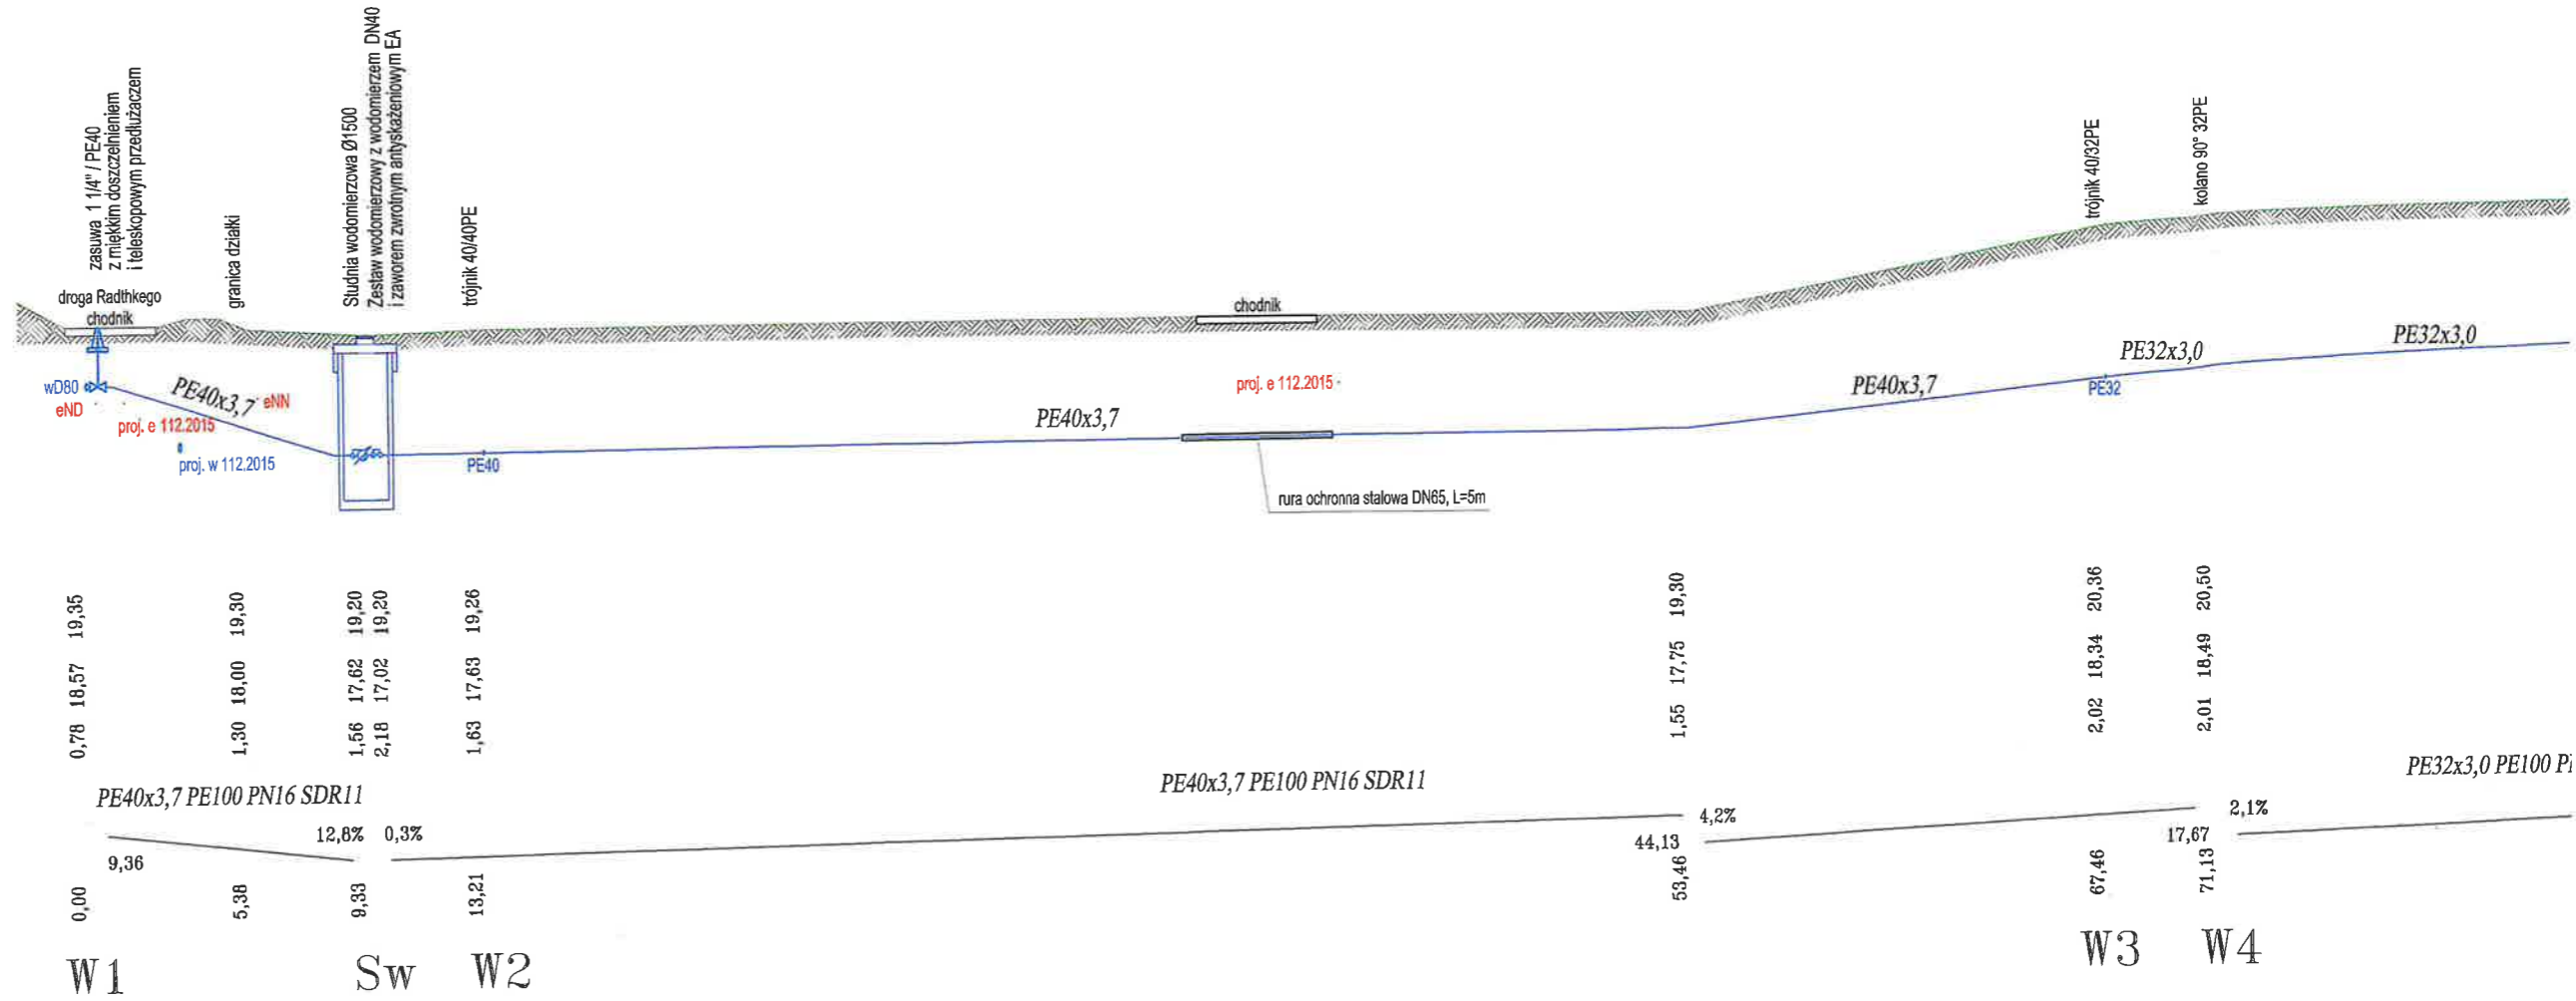 zasuwa 1 1/4" / PE40
z miękkim doszczelnieniem
i teleskopowym przedłużaczem
granica działki
Studnia wodomierzowa Ø1500
Zestaw wodomierzowy z wodomierzem DN40
i zaworem zwrotnym antyskażeniowym EA
trójnik 40/40PE
trójnik 40/32PE
kolano 90° 32PE
droga Radthkego
chodnik
chodnik
wD80
eND
PE40x3,7
eNN
proj. e 112.2015
proj. w 112.2015
PE40
PE40x3,7
proj. e 112.2015
rura ochronna stalowa DN65, L=5m
PE40x3,7
PE32x3,0
PE32
PE32x3,0
19,35
19,30
19,20
19,20
19,26
19,30
20,36
20,50
18,57
18,00
17,62
17,02
17,63
17,75
18,34
18,49
0,78
1,30
1,56
2,18
1,63
1,55
2,02
2,01
PE40x3,7 PE100 PN16 SDR11
PE40x3,7 PE100 PN16 SDR11
PE32x3,0 PE100
12,8%
0,3%
4,2%
2,1%
9,36
44,13
17,67
0,00
5,38
9,33
13,21
53,46
67,46
71,13
W1
Sw
W2
W3
W4